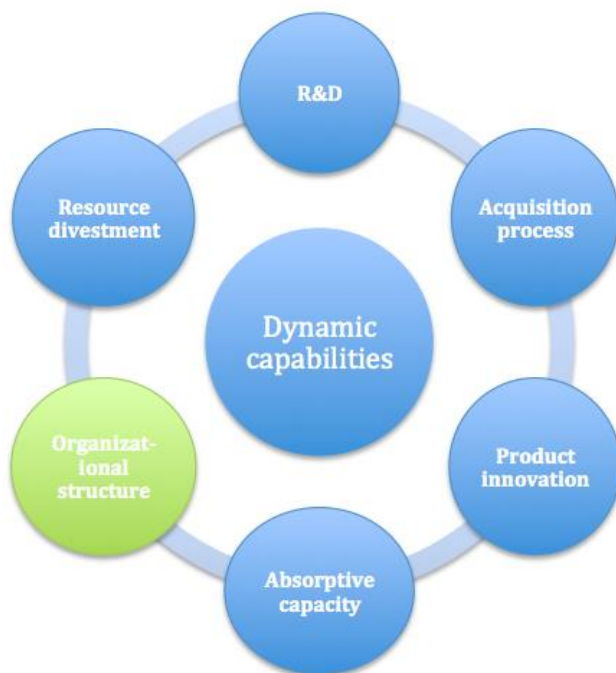 R&D
Resource
divestment
Acquisition
process
Dynamic
capabilities
Organizat-
ional
structure
Product
innovation
Absorptive
capacity